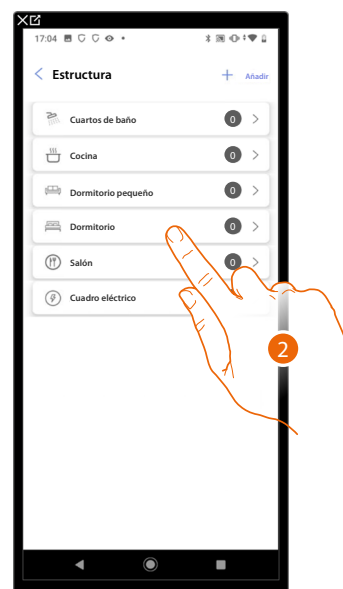 17:04
Estructura
Añadir
Cuartos de baño 0
Cocina 0
Dormitorio pequeño 0
Dormitorio 0
Salón 0
Cuadro eléctrico
2